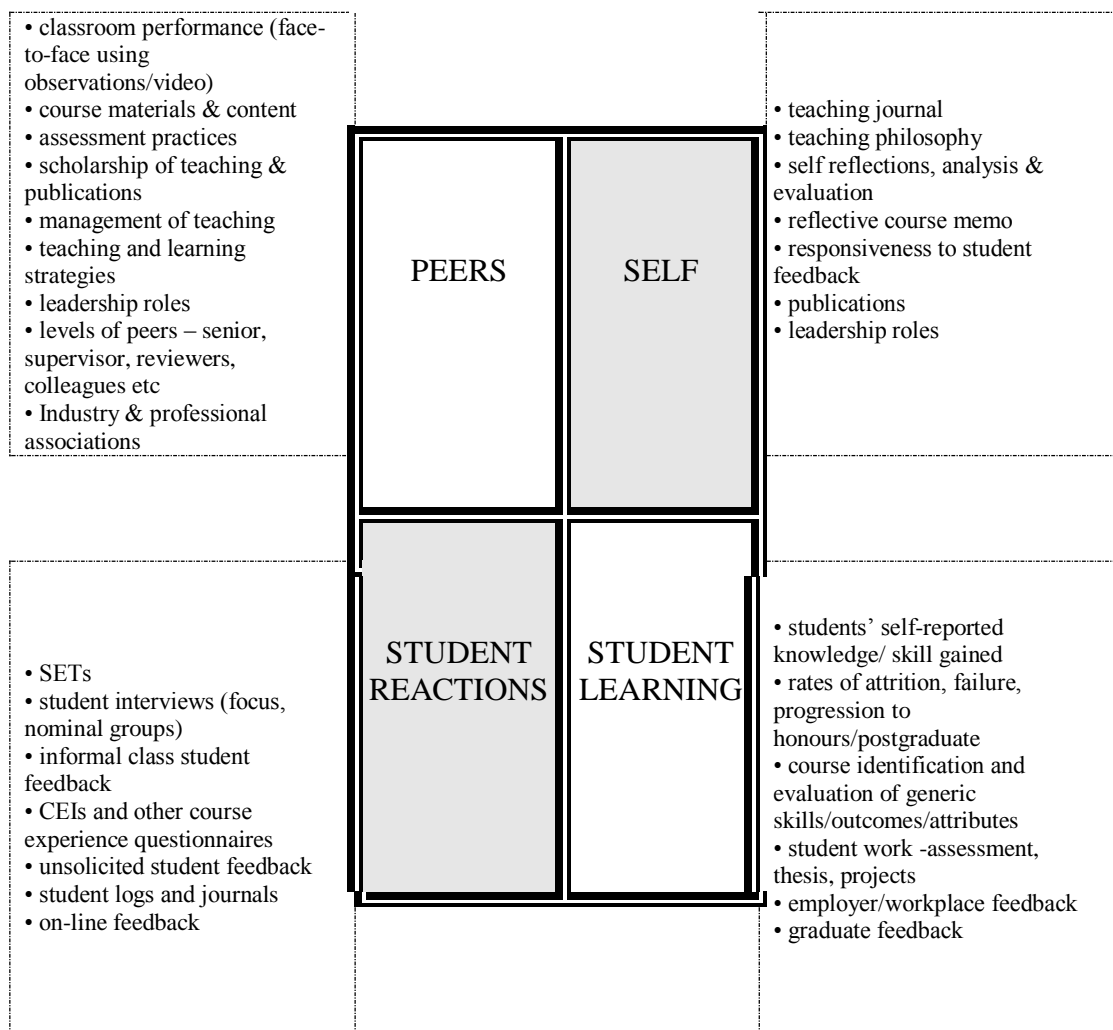 • classroom performance (face-
to-face using
observations/video)
• course materials & content
• assessment practices
• scholarship of teaching &
publications
• management of teaching
• teaching and learning
strategies
• leadership roles
• levels of peers – senior,
supervisor, reviewers,
colleagues etc
• Industry & professional
associations
PEERS
SELF
• teaching journal
• teaching philosophy
• self reflections, analysis &
evaluation
• reflective course memo
• responsiveness to student
feedback
• publications
• leadership roles
• SETs
• student interviews (focus,
nominal groups)
• informal class student
feedback
• CEIs and other course
experience questionnaires
• unsolicited student feedback
• student logs and journals
• on-line feedback
STUDENT
REACTIONS
STUDENT
LEARNING
• students’ self-reported
knowledge/ skill gained
• rates of attrition, failure,
progression to
honours/postgraduate
• course identification and
evaluation of generic
skills/outcomes/attributes
• student work -assessment,
thesis, projects
• employer/workplace feedback
• graduate feedback